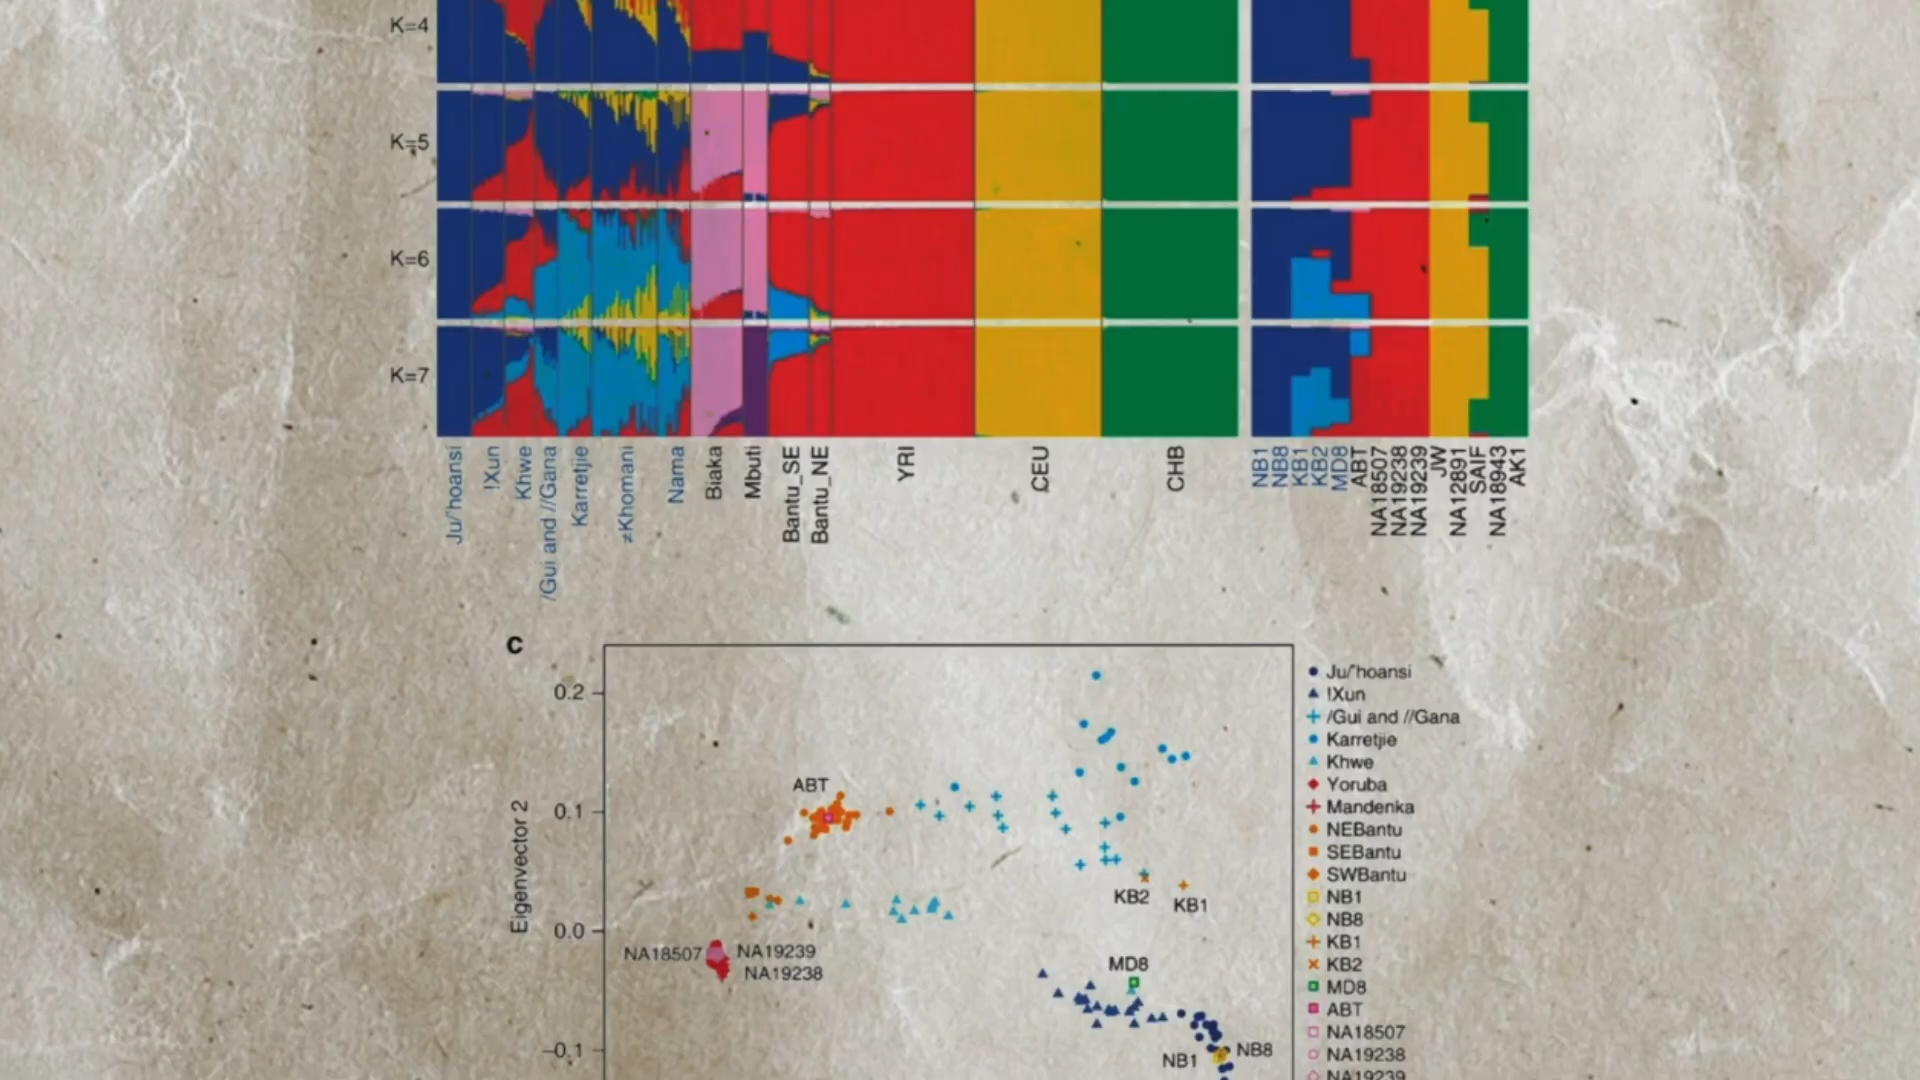 K=4
K=5
K=6
K=7
Ju/'hoansi
!Xun
Khwe
/Gui and //Gana
Karretjie
≠Khomani
Nama
Biaka
Mbuti
Bantu_SE
Bantu_NE
YRI
CEU
CHB
NB1
NB8
KB1
KB2
MD8
ABT
NA18507
NA19238
NA19239
JW
NA12891
SAIF
NA18943
AK1
c
Eigenvector 2
0.2
0.1
0.0
–0.1
ABT
KB2
KB1
NA18507
NA19239
NA19238
MD8
NB1
NB8
Ju/'hoansi
!Xun
/Gui and //Gana
Karretjie
Khwe
Yoruba
Mandenka
NEBantu
SEBantu
SWBantu
NB1
NB8
KB1
KB2
MD8
ABT
NA18507
NA19238
NA19239